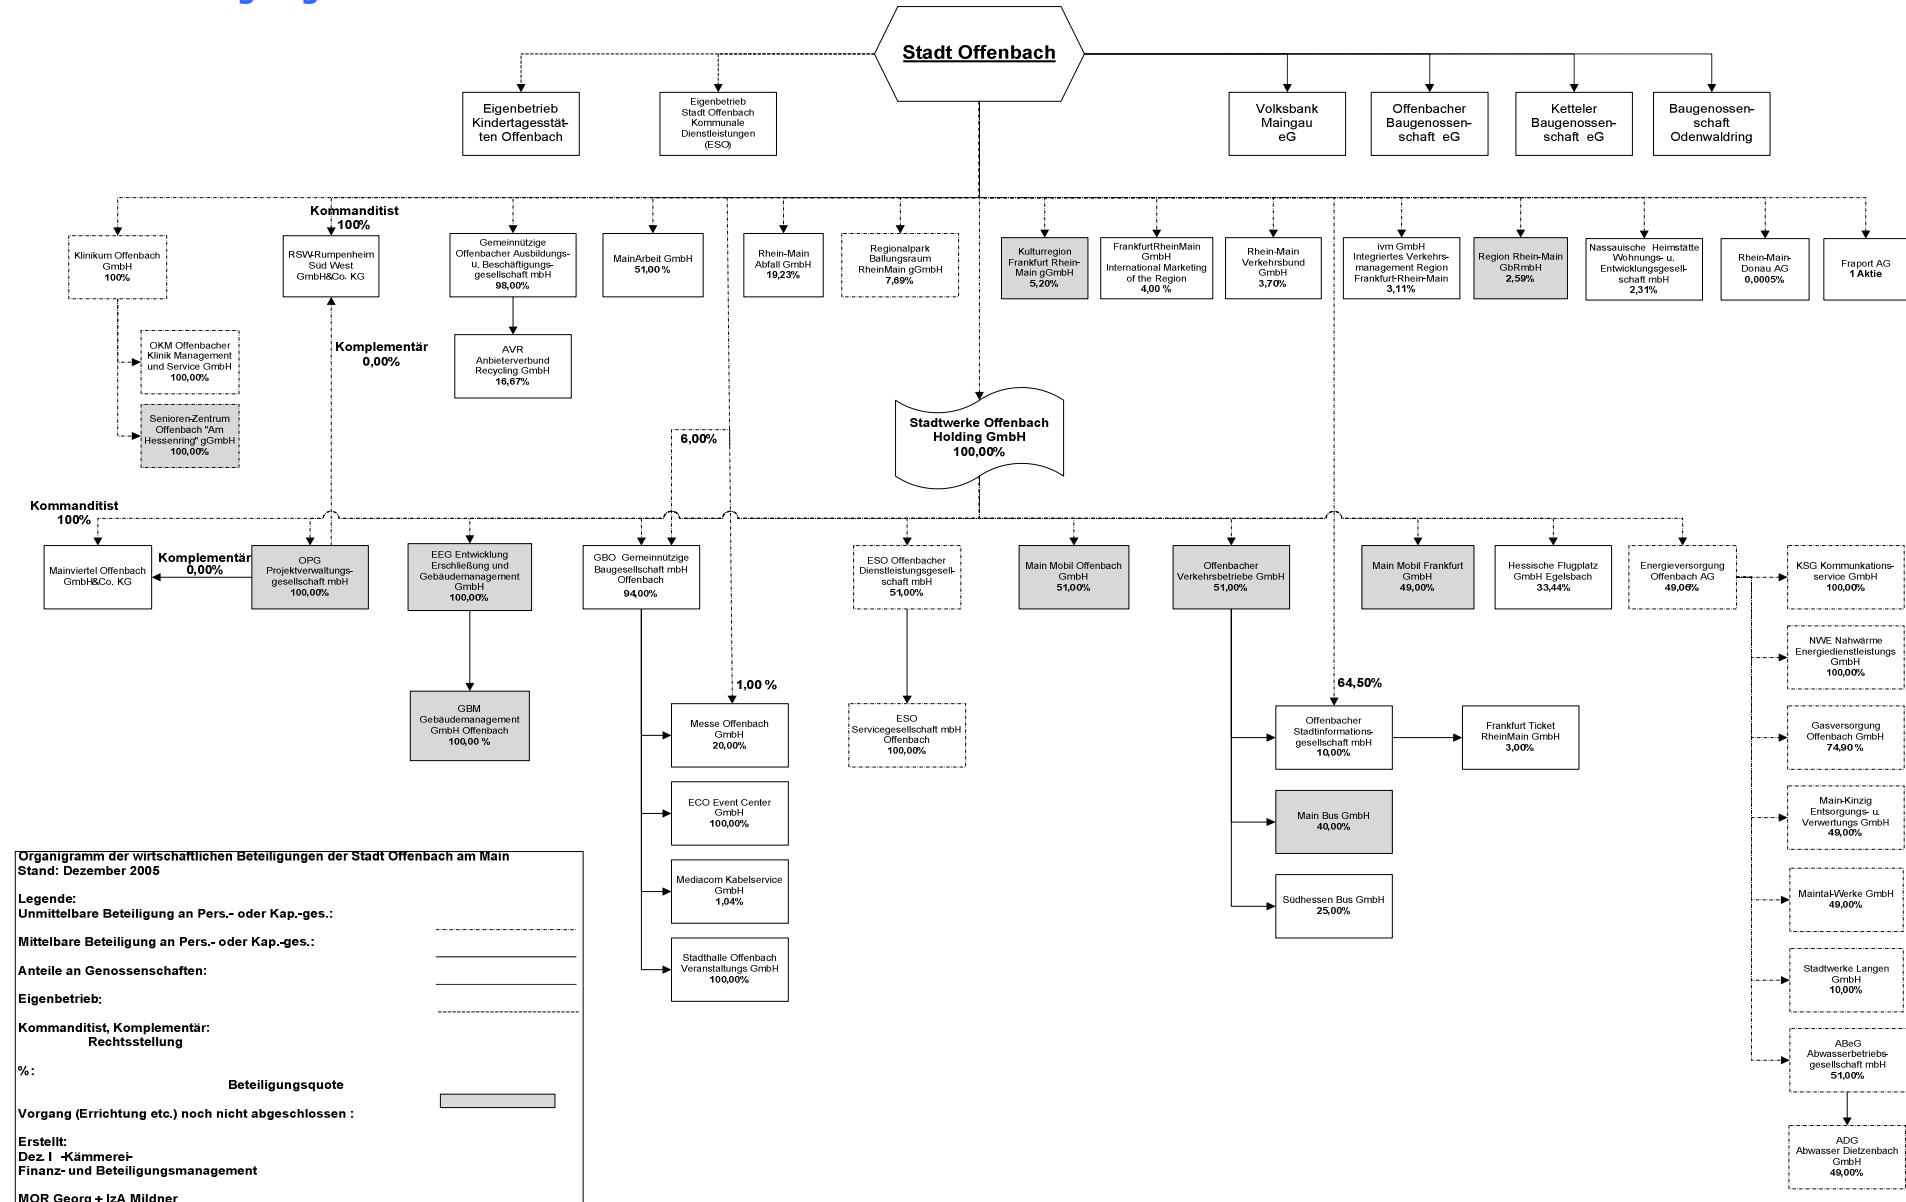 Stadt Offenbach
Eigenbetrieb
Kindertagesstät-
ten Offenbach
Eigenbetrieb
Stadt Offenbach
Kommunale
Dienstleistungen
(ESO)
Volksbank
Maingau
eG
Offenbacher
Baugenossen-
schaft eG
Ketteler
Baugenossen-
schaft eG
Baugenossen-
schaft
Odenwaldring
Klinikum Offenbach
GmbH
100%
Kommanditist
100%
RSW-Rumpenheim
Süd West
GmbH&Co. KG
Gemeinnützige
Offenbacher Ausbildungs-
u. Beschäftigungs-
gesellschaft mbH
98,00%
MainArbeit GmbH
51,00 %
Rhein-Main
Abfall GmbH
19,23%
Regionalpark
Ballungsraum
RheinMain gGmbH
7,69%
Kulturregion
Frankfurt Rhein-
Main gGmbH
5,20%
FrankfurtRheinMain
GmbH
International Marketing
of the Region
4,00 %
Rhein-Main
Verkehrsbund
GmbH
3,70%
ivm GmbH
Integriertes Verkehrs-
management Region
Frankfurt-Rhein-Main
3,11%
Region Rhein-Main
GbRmbH
2,59%
Nassauische Heimstätte
Wohnungs- u.
Entwicklungsgesell-
schaft mbH
2,31%
Rhein-Main-
Donau AG
0,0005%
Fraport AG
1 Aktie
OKM Offenbacher
Klinik Management
und Service GmbH
100,00%
Senioren-Zentrum
Offenbach "Am
Hessenring" gGmbH
100,00%
Komplementär
0,00%
AVR
Anbieterverbund
Recycling GmbH
16,67%
Stadtwerke Offenbach
Holding GmbH
100,00%
6,00%
Kommanditist
100%
Mainviertel Offenbach
GmbH&Co. KG
Komplementär
0,00%
OPG
Projektverwaltungs-
gesellschaft mbH
100,00%
EEG Entwicklung
Erschließung und
Gebäudemanagement
GmbH
100,00%
GBO Gemeinnützige
Baugesellschaft mbH
Offenbach
94,00%
ESO Offenbacher
Dienstleistungsgesell-
schaft mbH
51,00%
Main Mobil Offenbach
GmbH
51,00%
Offenbacher
Verkehrsbetriebe GmbH
51,00%
Main Mobil Frankfurt
GmbH
49,00%
Hessische Flugplatz
GmbH Egelsbach
33,44%
Energieversorgung
Offenbach AG
49,06%
KSG Kommunkations-
service GmbH
100,00%
NWE Nahwärme
Energiedienstleistungs
GmbH
100,00%
Gasversorgung
Offenbach GmbH
74,90 %
Main-Kinzig
Entsorgungs- u.
Verwertungs GmbH
49,00%
Maintal-Werke GmbH
49,00%
Stadtwerke Langen
GmbH
10,00%
ABeG
Abwasserbetriebs-
gesellschaft mbH
51,00%
ADG
Abwasser Dietzenbach
GmbH
49,00%
GBM
Gebäudemanagement
GmbH Offenbach
100,00 %
1,00 %
Messe Offenbach
GmbH
20,00%
ECO Event Center
GmbH
100,00%
Mediacom Kabelservice
GmbH
1,04%
Stadthalle Offenbach
Veranstaltungs GmbH
100,00%
ESO
Servicegesellschaft mbH
Offenbach
100,00%
64,50%
Offenbacher
Stadtinformations-
gesellschaft mbH
10,00%
Frankfurt Ticket
RheinMain GmbH
3,00%
Main Bus GmbH
40,00%
Südhessen Bus GmbH
25,00%
Organigramm der wirtschaftlichen Beteiligungen der Stadt Offenbach am Main
Stand: Dezember 2005
Legende:
Unmittelbare Beteiligung an Pers.- oder Kap.-ges.:
Mittelbare Beteiligung an Pers.- oder Kap.-ges.:
Anteile an Genossenschaften:
Eigenbetrieb:
Kommanditist, Komplementär:
Rechtsstellung
%:
Beteiligungsquote
Vorgang (Errichtung etc.) noch nicht abgeschlossen :
Erstellt:
Dez. I -Kämmerei-
Finanz- und Beteiligungsmanagement
MOR Georg + IzA Mildner